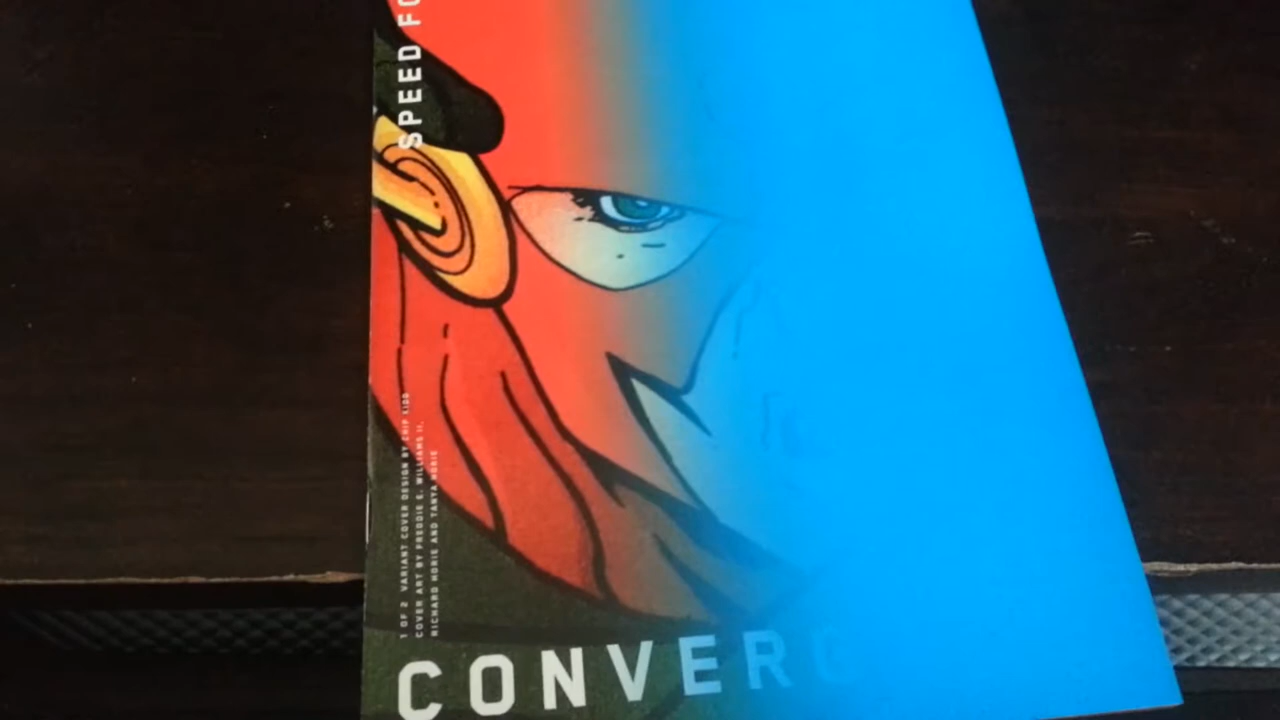 SPEED FO
1 OF 2 VARIANT COVER DESIGN BY CHIP KIDD
COVER ART BY FREDDIE E. WILLIAMS II,
RICHARD HORIE AND TANYA HORIE
CONVERG